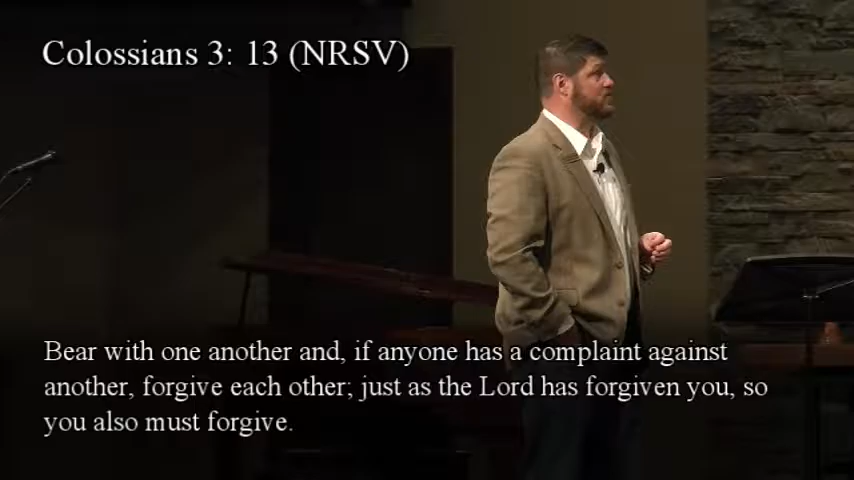 Colossians 3: 13 (NRSV)
Bear with one another and, if anyone has a complaint against
another, forgive each other; just as the Lord has forgiven you, so
you also must forgive.